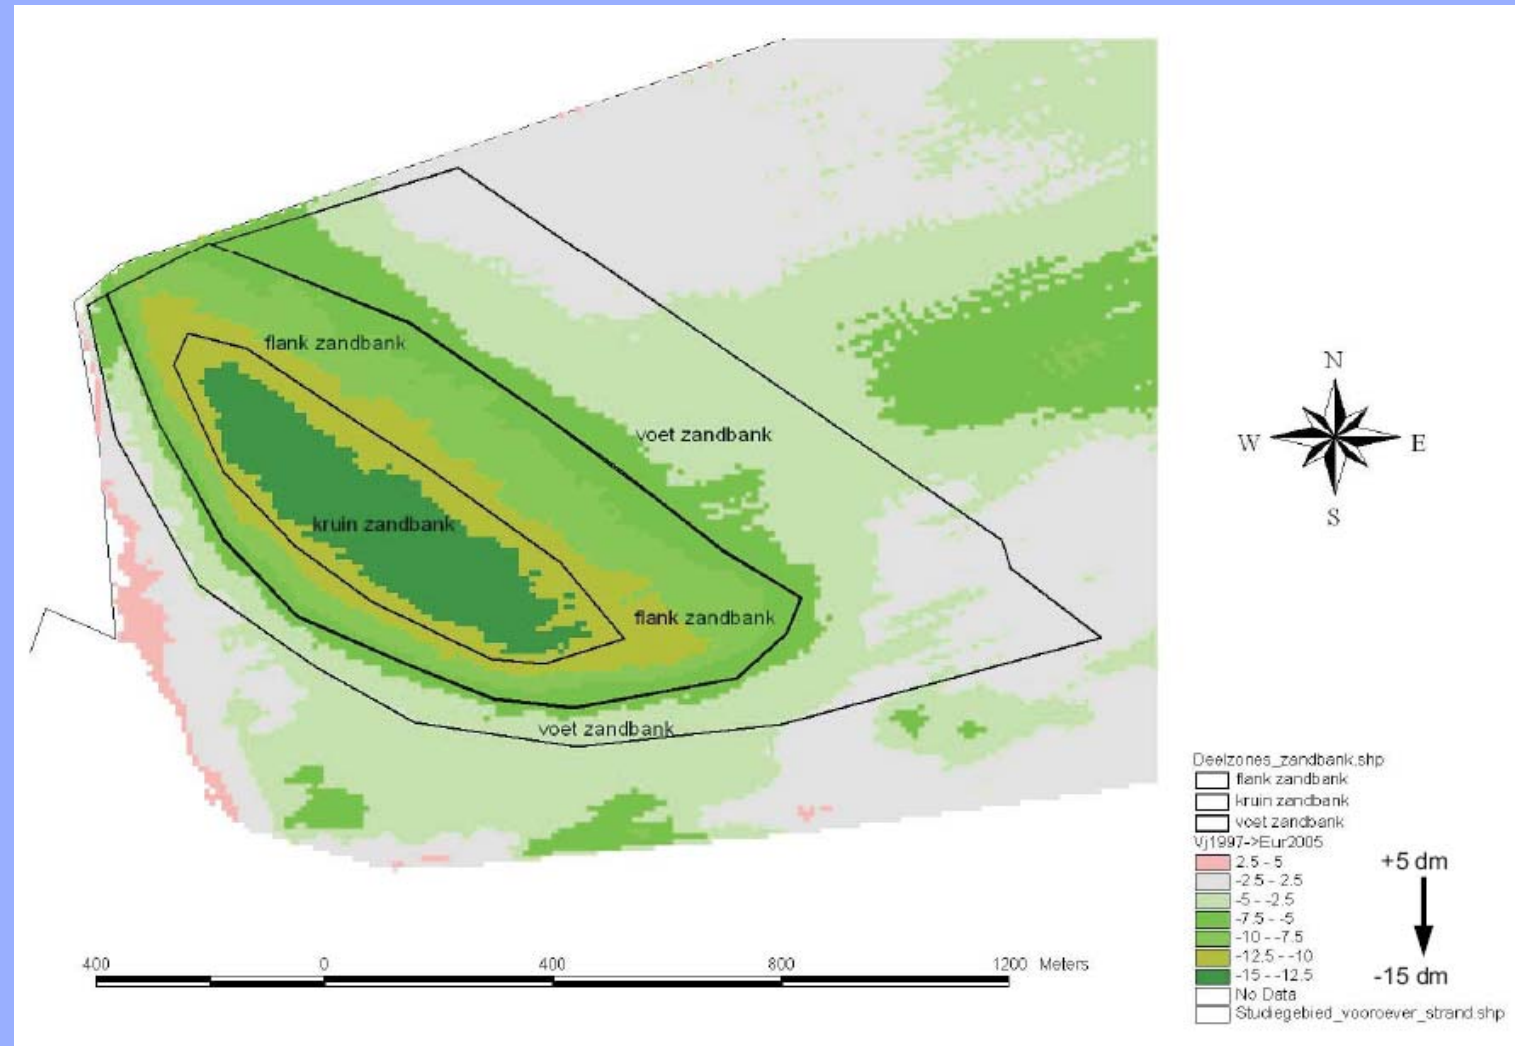 flank zandbank
voet zandbank
kruin zandbank
flank zandbank
voet zandbank
N
W E
S
Deelzones_zandbank.shp
flank zandbank
kruin zandbank
voet zandbank
Vj1997->Eur2005
2.5 - 5
-2.5 - 2.5
-5 - -2.5
-7.5 - -5
-10 - -7.5
-12.5 - -10
-15 - -12.5
No Data
Studiegebied_vooroever_strand.shp
+5 dm
-15 dm
400 0 400 800 1200 Meters